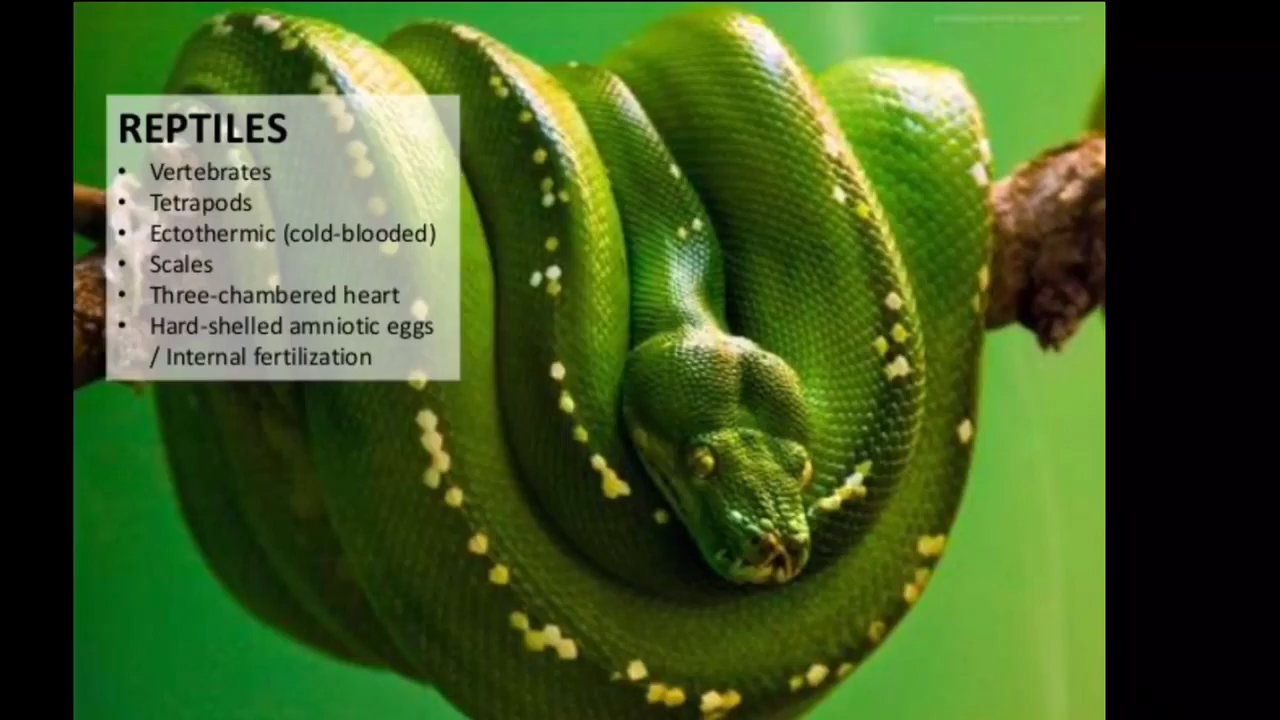 REPTILES
• Vertebrates
• Tetrapods
• Ectothermic (cold-blooded)
• Scales
• Three-chambered heart
• Hard-shelled amniotic eggs
/ Internal fertilization